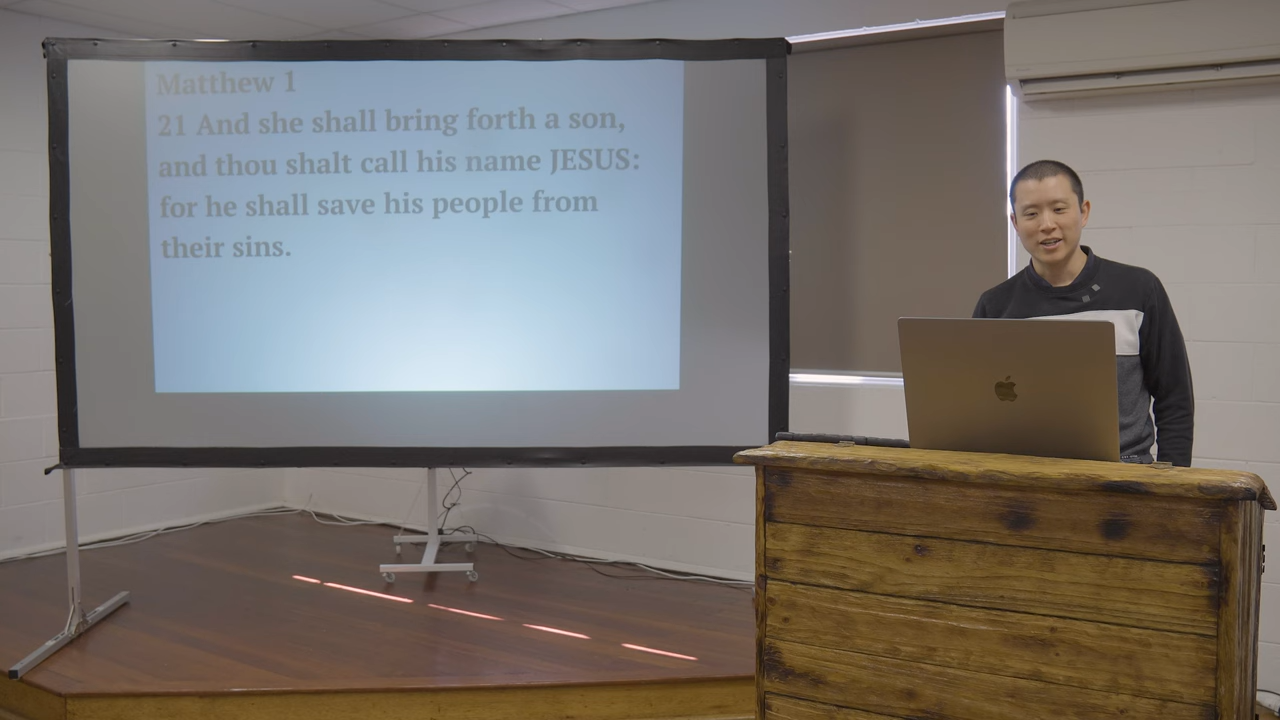 Matthew 1
21 And she shall bring forth a son,
and thou shalt call his name JESUS:
for he shall save his people from
their sins.